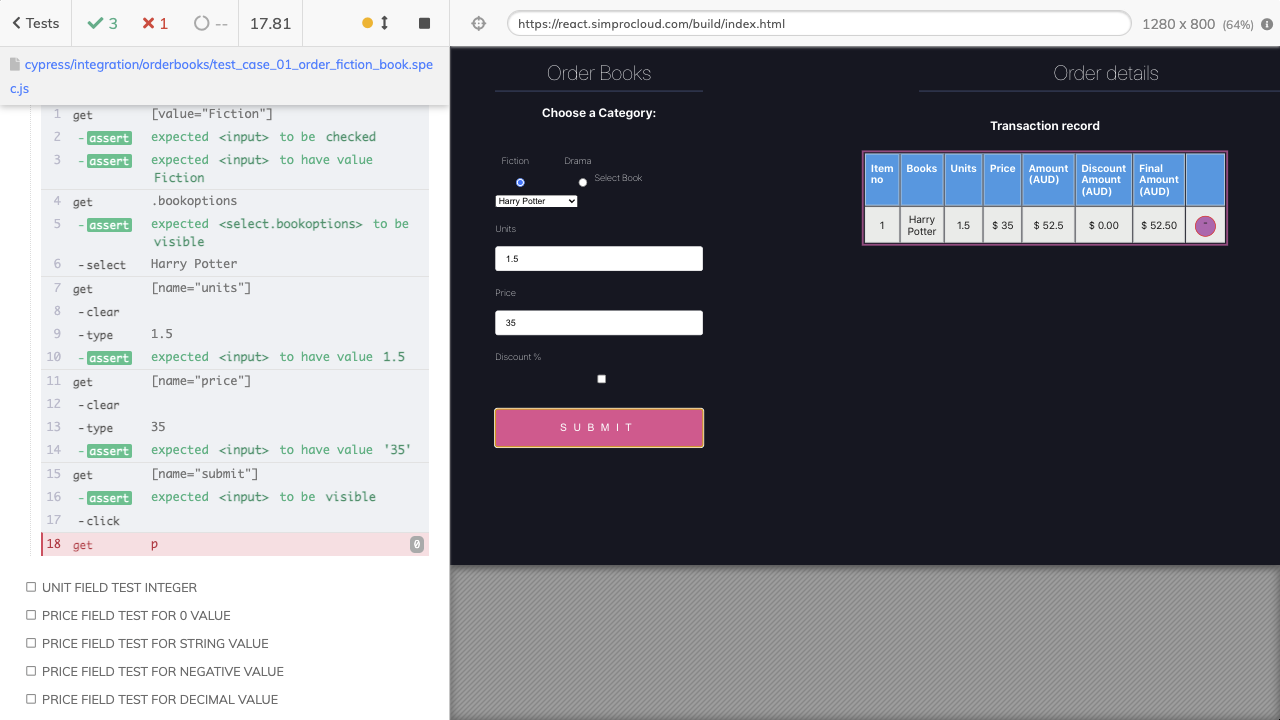 Tests
3
1
--
17.81
https://react.simprocloud.com/build/index.html
1280 x 800 (64%)
cypress/integration/orderbooks/test_case_01_order_fiction_book.spe
c.js
1 get [value="Fiction"]
2 - assert expected <input> to be checked
3 - assert expected <input> to have value
Fiction
4 get .bookoptions
5 - assert expected <select.bookoptions> to be
visible
6 - select Harry Potter
7 get [name="units"]
8 - clear
9 - type 1.5
10 - assert expected <input> to have value 1.5
11 get [name="price"]
12 - clear
13 - type 35
14 - assert expected <input> to have value '35'
15 get [name="submit"]
16 - assert expected <input> to be visible
17 - click
18 get p 0
UNIT FIELD TEST INTEGER
PRICE FIELD TEST FOR 0 VALUE
PRICE FIELD TEST FOR STRING VALUE
PRICE FIELD TEST FOR NEGATIVE VALUE
PRICE FIELD TEST FOR DECIMAL VALUE
Order Books
Choose a Category:
Fiction Drama
Select Book
Harry Potter
Units
1.5
Price
35
Discount %
SUBMIT
Order details
Transaction record
Item no Books Units Price Amount (AUD) Discount Amount (AUD) Final Amount (AUD)
1 Harry Potter 1.5 $ 35 $ 52.5 $ 0.00 $ 52.50 -